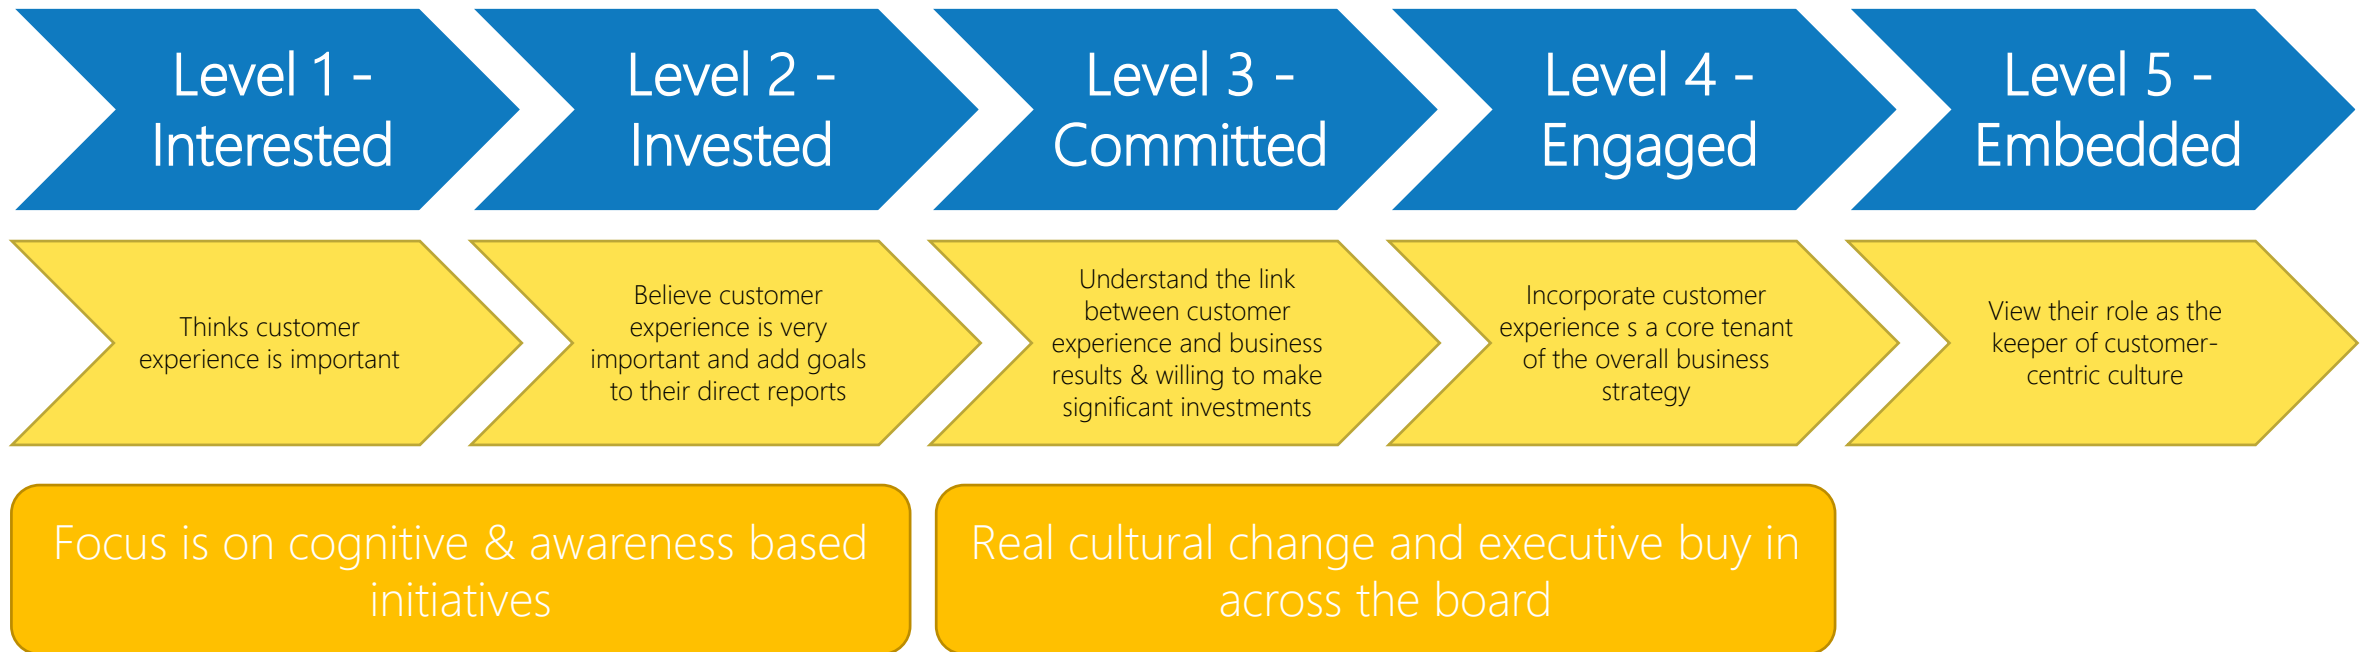 Level 1 -
Interested
Level 2 -
Invested
Level 3 -
Committed
Level 4 -
Engaged
Level 5 -
Embedded
Thinks customer
experience is important
Believe customer
experience is very
important and add goals
to their direct reports
Understand the link
between customer
experience and business
results & willing to make
significant investments
Incorporate customer
experience s a core tenant
of the overall business
strategy
View their role as the
keeper of customer-
centric culture
Focus is on cognitive & awareness based
initiatives
Real cultural change and executive buy in
across the board